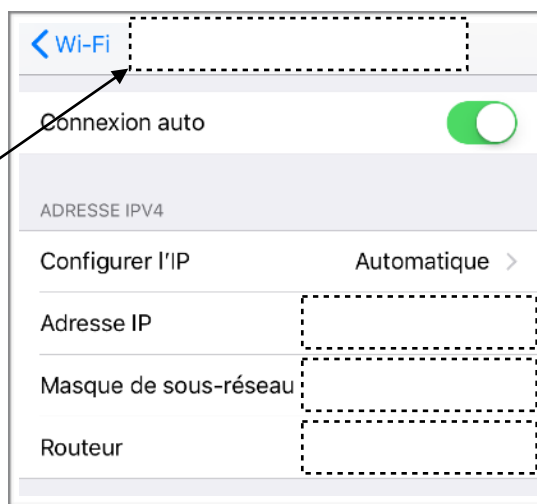 Wi-Fi
Connexion auto
ADRESSE IPV4
Configurer l'IP Automatique
Adresse IP
Masque de sous-réseau
Routeur